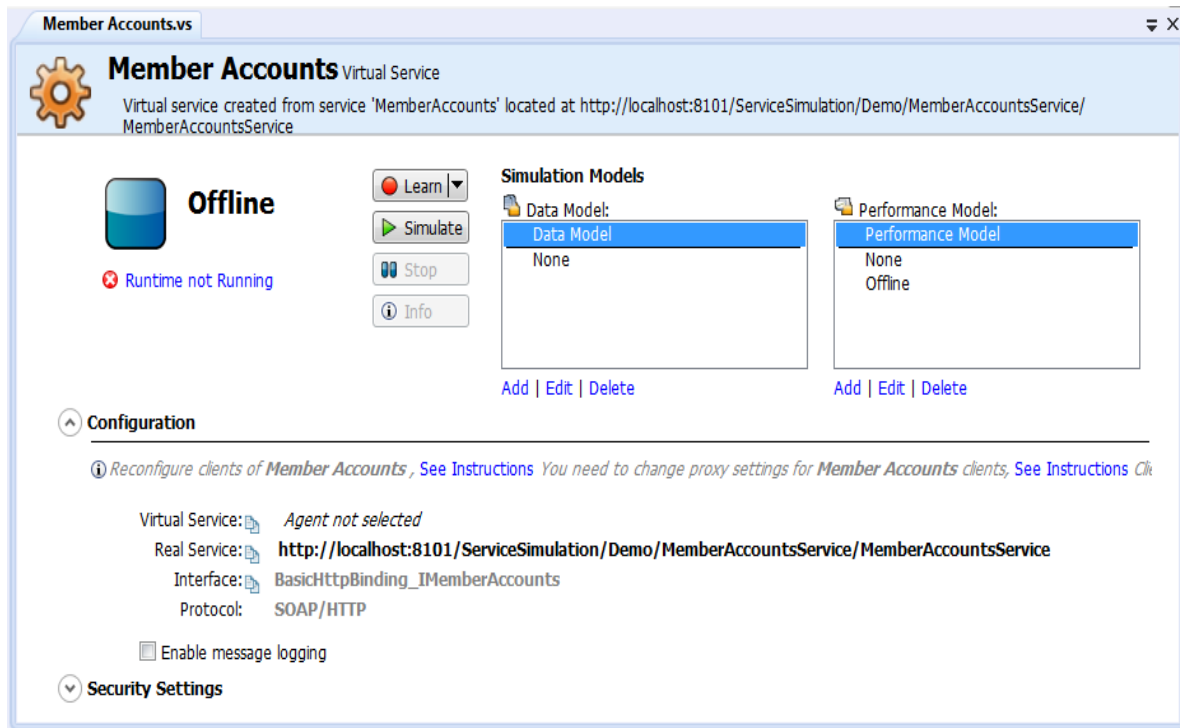 Member Accounts.vs
Member Accounts Virtual Service
Virtual service created from service 'MemberAccounts' located at http://localhost:8101/ServiceSimulation/Demo/MemberAccountsService/
MemberAccountsService
Offline
Runtime not Running
Learn
Simulate
Stop
Info
Simulation Models
Data Model:
Data Model
None
Add | Edit | Delete
Performance Model:
Performance Model
None
Offline
Add | Edit | Delete
Configuration
Reconfigure clients of Member Accounts , See Instructions You need to change proxy settings for Member Accounts clients, See Instructions
Virtual Service: Agent not selected
Real Service: http://localhost:8101/ServiceSimulation/Demo/MemberAccountsService/MemberAccountsService
Interface: BasicHttpBinding_IMemberAccounts
Protocol: SOAP/HTTP
Enable message logging
Security Settings